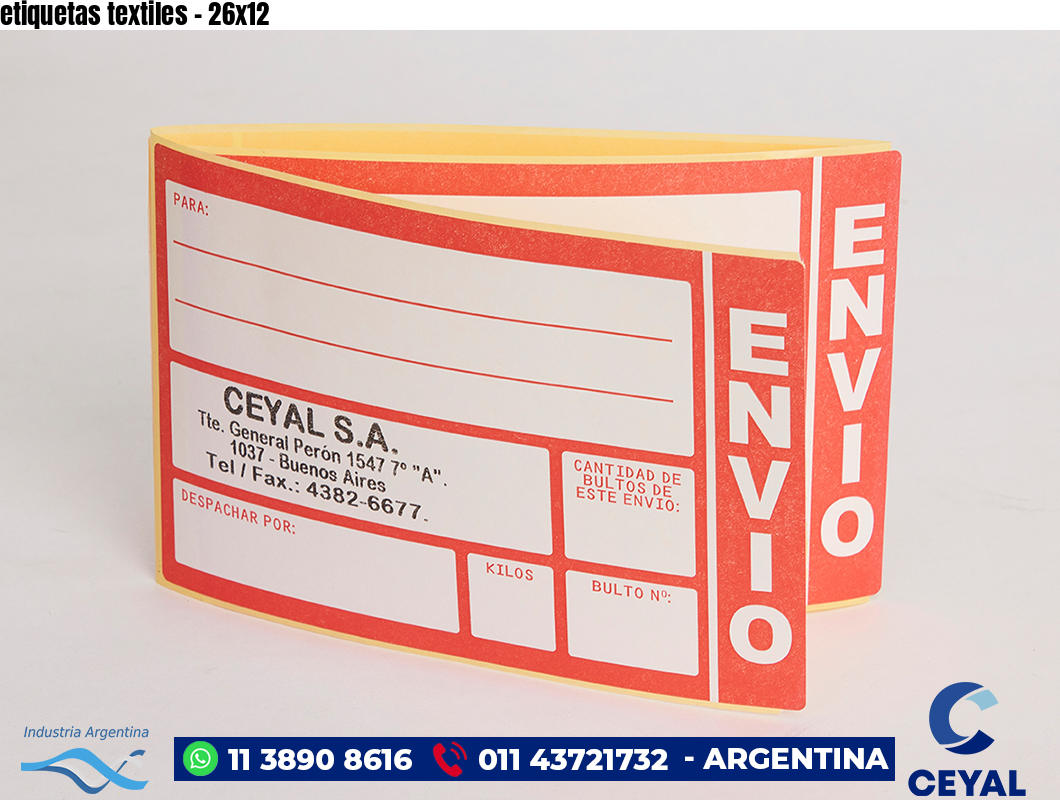 etiquetas textiles - 26x12
PARA:
CEYAL S.A.
Tte. General Perón 1547 7º "A".
1037 - Buenos Aires
Tel / Fax.: 4382-6677.
DESPACHAR POR:
KILOS
CANTIDAD DE
BULTOS DE
ESTE ENVIO:
BULTO Nº:
ENVIO
ENVIO
Industria Argentina
11 3890 8616 011 43721732 - ARGENTINA
CEYAL